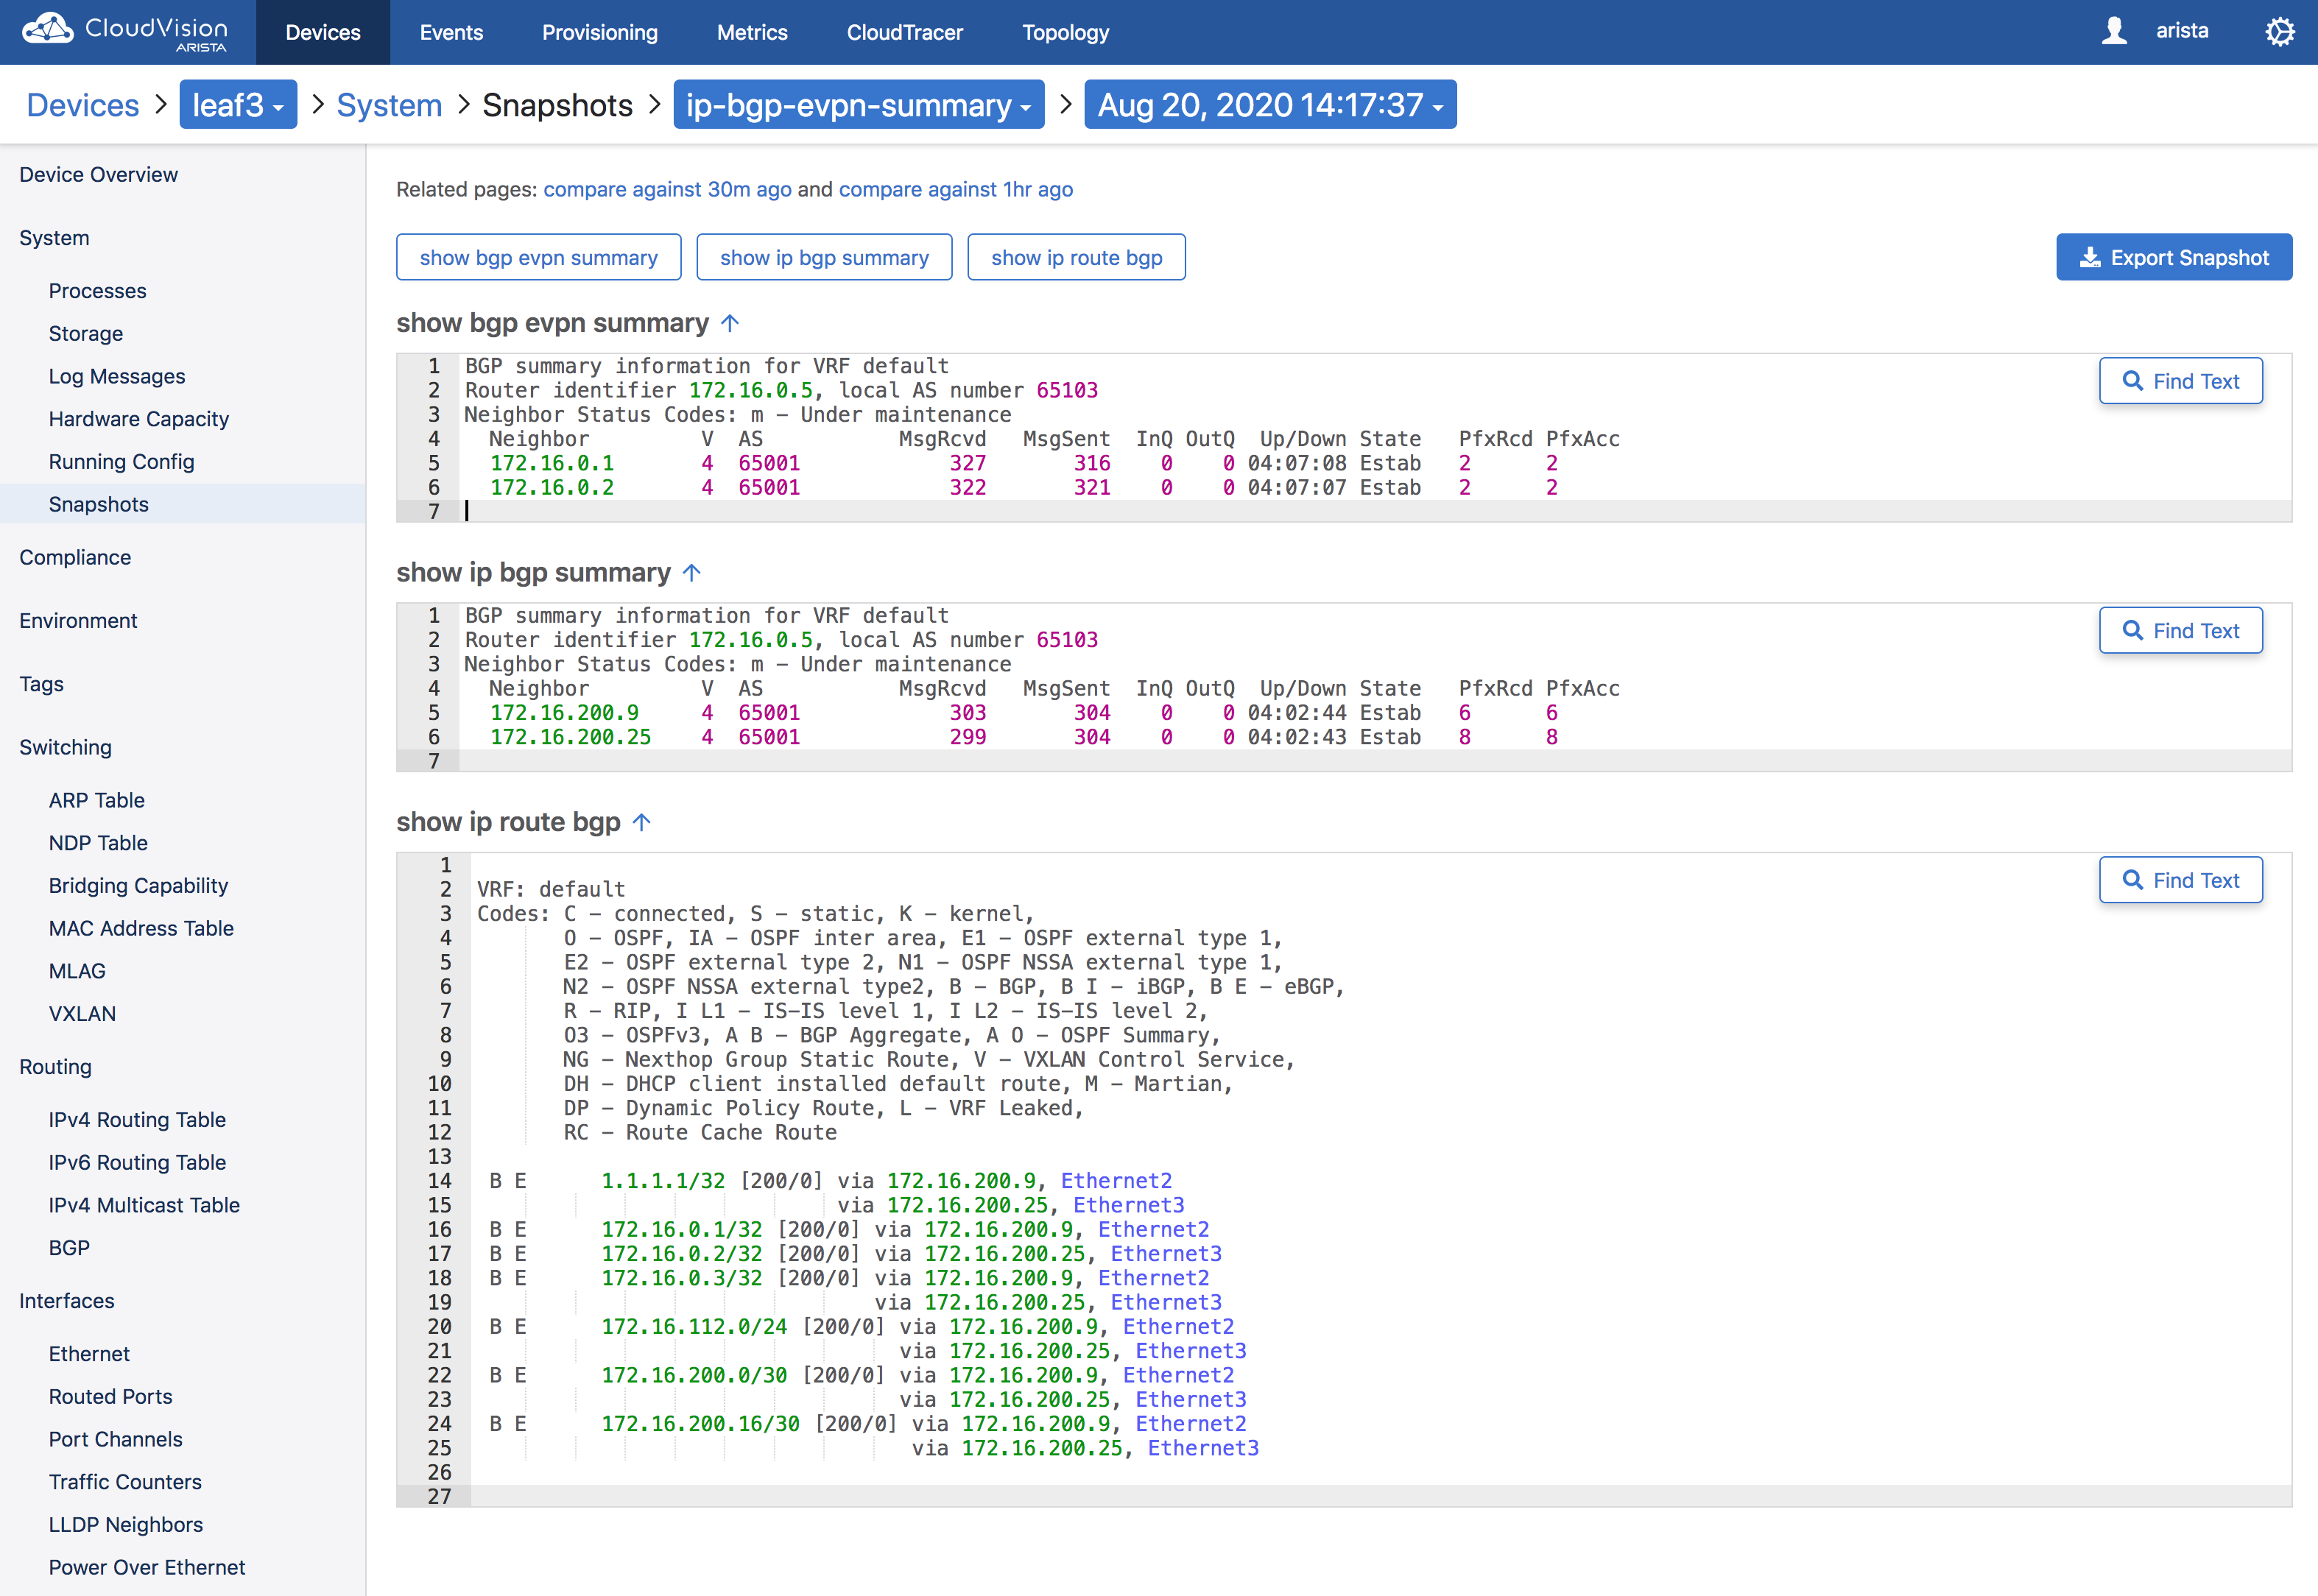 CloudVision
ARISTA
Devices Events Provisioning Metrics CloudTracer Topology arista
Devices > leaf3 > System > Snapshots > ip-bgp-evpn-summary > Aug 20, 2020 14:17:37
Device Overview
System
Processes
Storage
Log Messages
Hardware Capacity
Running Config
Snapshots
Compliance
Environment
Tags
Switching
ARP Table
NDP Table
Bridging Capability
MAC Address Table
MLAG
VXLAN
Routing
IPv4 Routing Table
IPv6 Routing Table
IPv4 Multicast Table
BGP
Interfaces
Ethernet
Routed Ports
Port Channels
Traffic Counters
LLDP Neighbors
Power Over Ethernet
Related pages: compare against 30m ago and compare against 1hr ago
show bgp evpn summary show ip bgp summary show ip route bgp Export Snapshot
show bgp evpn summary ↑
Find Text
1 BGP summary information for VRF default
2 Router identifier 172.16.0.5, local AS number 65103
3 Neighbor Status Codes: m - Under maintenance
4 Neighbor V AS MsgRcvd MsgSent InQ OutQ Up/Down State PfxRcd PfxAcc
5 172.16.0.1 4 65001 327 316 0 0 04:07:08 Estab 2 2
6 172.16.0.2 4 65001 322 321 0 0 04:07:07 Estab 2 2
7
show ip bgp summary ↑
Find Text
1 BGP summary information for VRF default
2 Router identifier 172.16.0.5, local AS number 65103
3 Neighbor Status Codes: m - Under maintenance
4 Neighbor V AS MsgRcvd MsgSent InQ OutQ Up/Down State PfxRcd PfxAcc
5 172.16.200.9 4 65001 303 304 0 0 04:02:44 Estab 6 6
6 172.16.200.25 4 65001 299 304 0 0 04:02:43 Estab 8 8
7
show ip route bgp ↑
Find Text
1
2 VRF: default
3 Codes: C - connected, S - static, K - kernel,
4 O - OSPF, IA - OSPF inter area, E1 - OSPF external type 1,
5 E2 - OSPF external type 2, N1 - OSPF NSSA external type 1,
6 N2 - OSPF NSSA external type2, B - BGP, B I - iBGP, B E - eBGP,
7 R - RIP, I L1 - IS-IS level 1, I L2 - IS-IS level 2,
8 O3 - OSPFv3, A B - BGP Aggregate, A O - OSPF Summary,
9 NG - Nexthop Group Static Route, V - VXLAN Control Service,
10 DH - DHCP client installed default route, M - Martian,
11 DP - Dynamic Policy Route, L - VRF Leaked,
12 RC - Route Cache Route
13
14 B E 1.1.1.1/32 [200/0] via 172.16.200.9, Ethernet2
15 via 172.16.200.25, Ethernet3
16 B E 172.16.0.1/32 [200/0] via 172.16.200.9, Ethernet2
17 B E 172.16.0.2/32 [200/0] via 172.16.200.25, Ethernet3
18 B E 172.16.0.3/32 [200/0] via 172.16.200.9, Ethernet2
19 via 172.16.200.25, Ethernet3
20 B E 172.16.112.0/24 [200/0] via 172.16.200.9, Ethernet2
21 via 172.16.200.25, Ethernet3
22 B E 172.16.200.0/30 [200/0] via 172.16.200.9, Ethernet2
23 via 172.16.200.25, Ethernet3
24 B E 172.16.200.16/30 [200/0] via 172.16.200.9, Ethernet2
25 via 172.16.200.25, Ethernet3
26
27